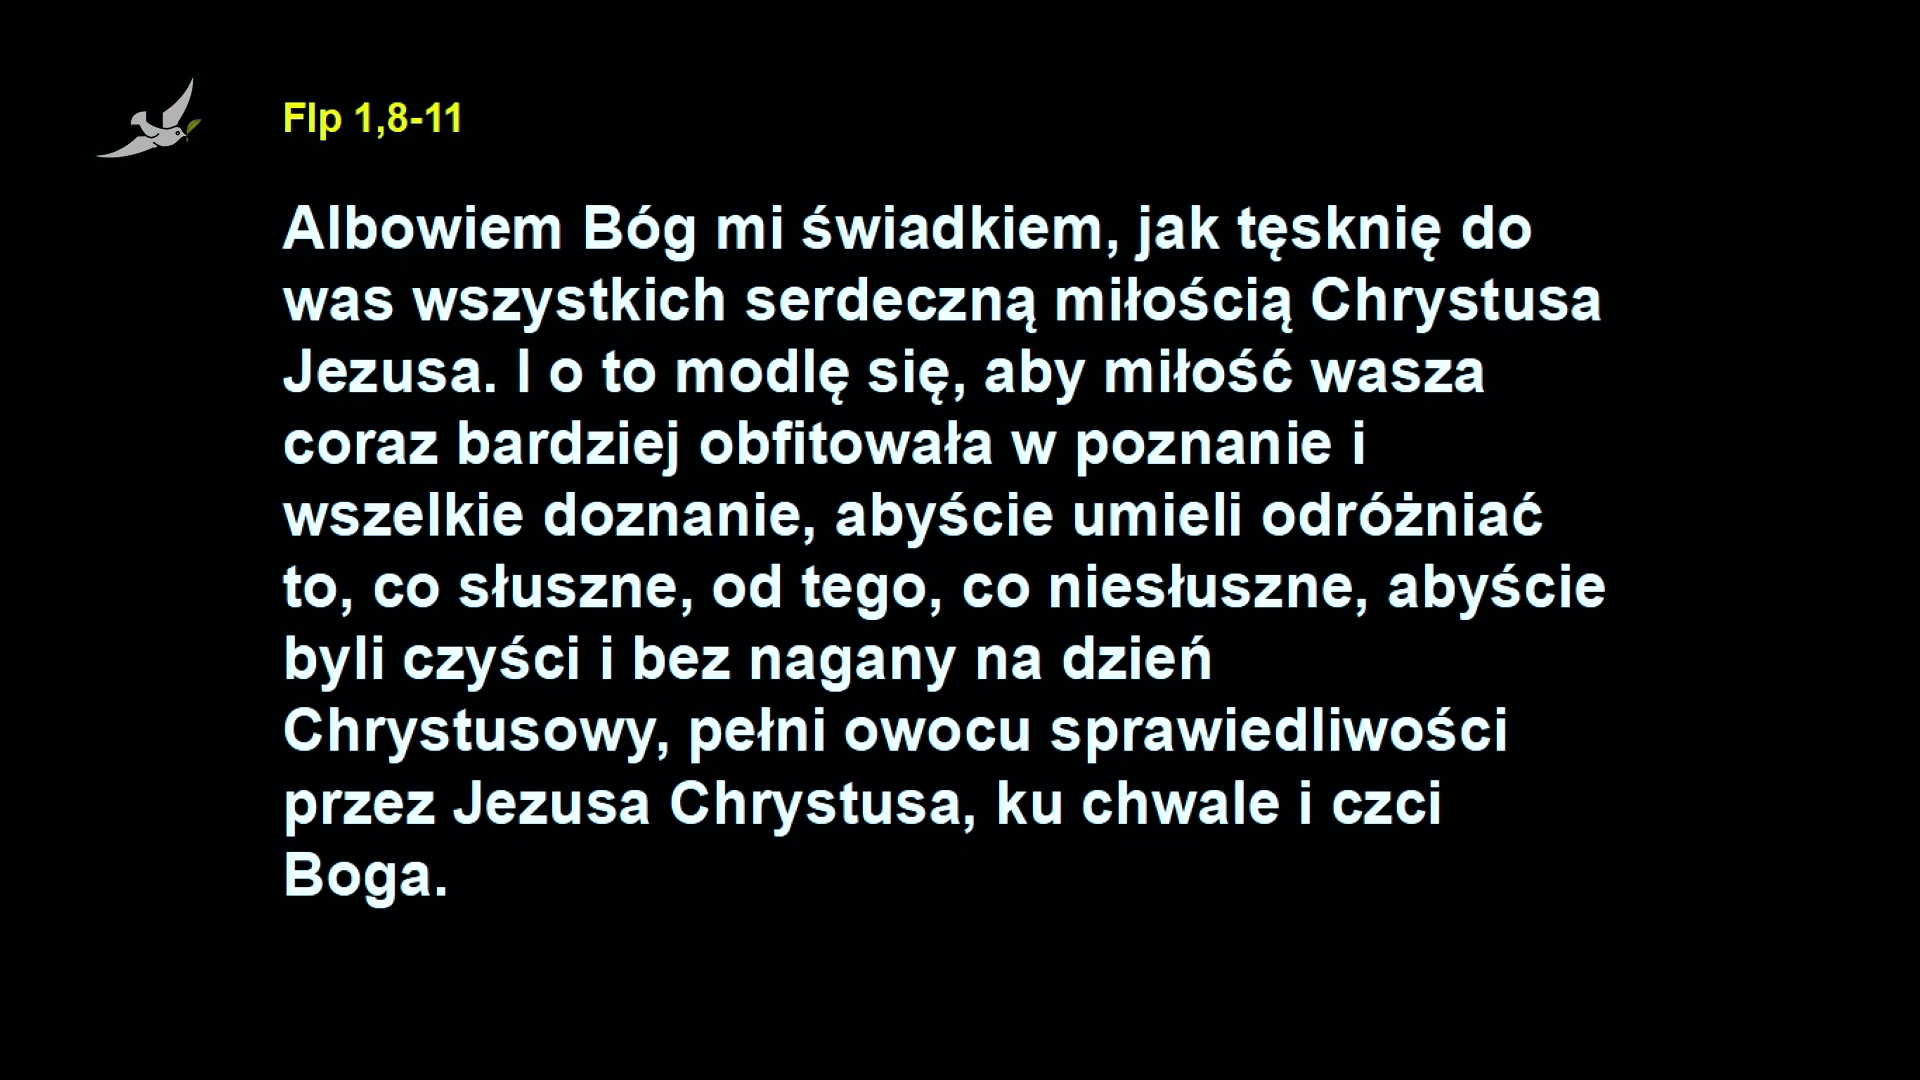 Flp 1,8-11
Albowiem Bóg mi świadkiem, jak tęsknię do
was wszystkich serdeczną miłością Chrystusa
Jezusa. I o to modlę się, aby miłość wasza
coraz bardziej obfitowała w poznanie i
wszelkie doznanie, abyście umieli odróżniać
to, co słuszne, od tego, co niesłuszne, abyście
byli czyści i bez nagany na dzień
Chrystusowy, pełni owocu sprawiedliwości
przez Jezusa Chrystusa, ku chwale i czci
Boga.